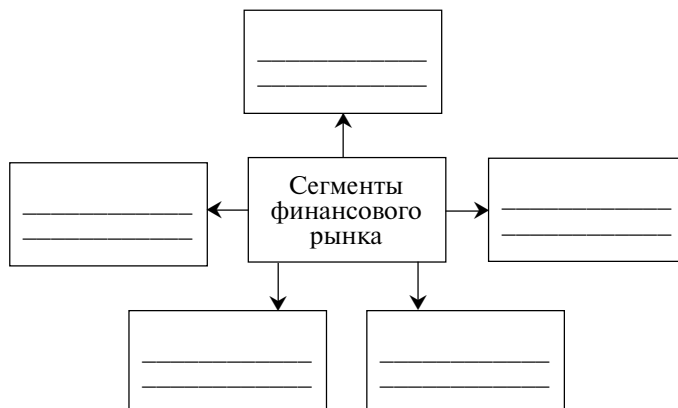 Сегменты
финансового
рынка